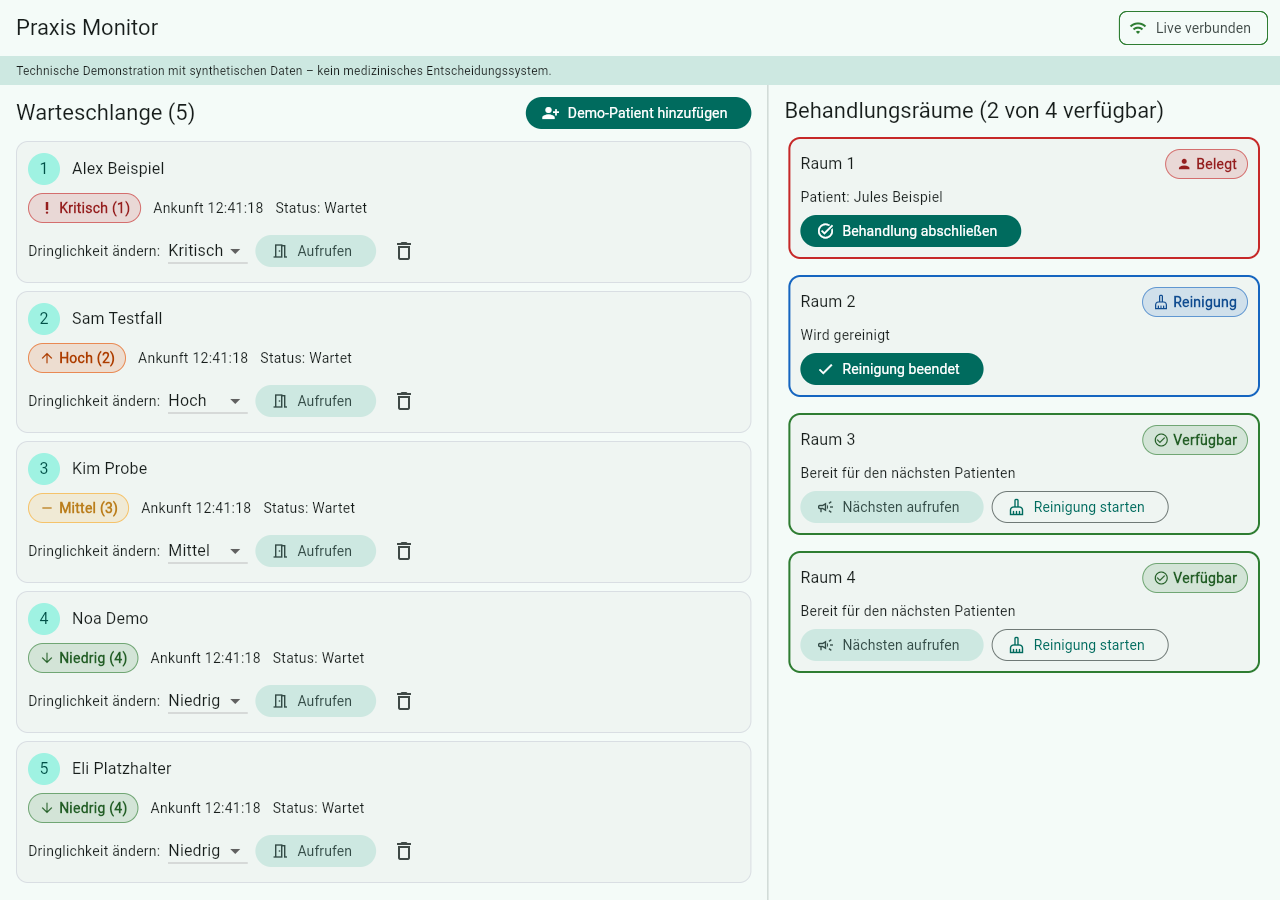 Praxis Monitor
Live verbunden
Technische Demonstration mit synthetischen Daten – kein medizinisches Entscheidungssystem.
Warteschlange (5)
Demo-Patient hinzufügen
1 Alex Beispiel
Kritisch (1) Ankunft 12:41:18 Status: Wartet
Dringlichkeit ändern: Kritisch Aufrufen
2 Sam Testfall
Hoch (2) Ankunft 12:41:18 Status: Wartet
Dringlichkeit ändern: Hoch Aufrufen
3 Kim Probe
Mittel (3) Ankunft 12:41:18 Status: Wartet
Dringlichkeit ändern: Mittel Aufrufen
4 Noa Demo
Niedrig (4) Ankunft 12:41:18 Status: Wartet
Dringlichkeit ändern: Niedrig Aufrufen
5 Eli Platzhalter
Niedrig (4) Ankunft 12:41:18 Status: Wartet
Dringlichkeit ändern: Niedrig Aufrufen
Behandlungsräume (2 von 4 verfügbar)
Raum 1 Belegt
Patient: Jules Beispiel
Behandlung abschließen
Raum 2 Reinigung
Wird gereinigt
Reinigung beendet
Raum 3 Verfügbar
Bereit für den nächsten Patienten
Nächsten aufrufen Reinigung starten
Raum 4 Verfügbar
Bereit für den nächsten Patienten
Nächsten aufrufen Reinigung starten